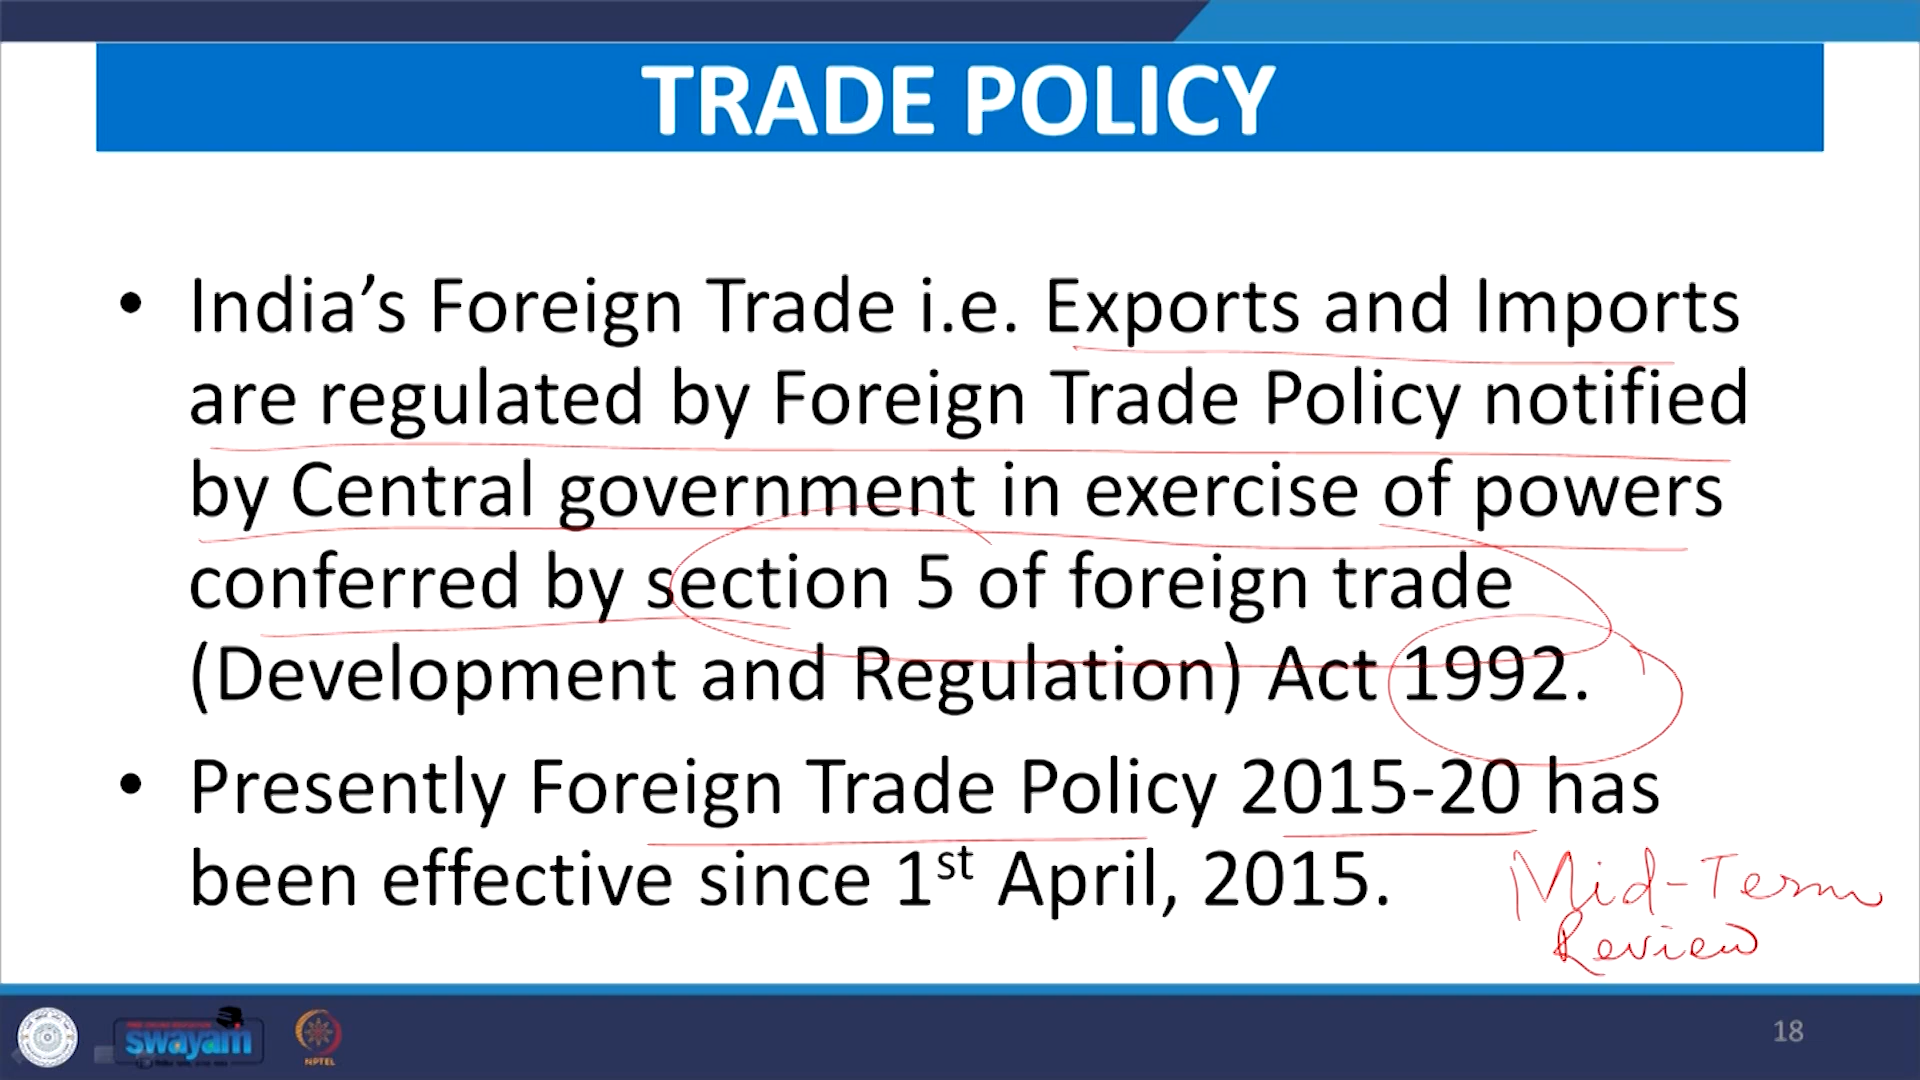 TRADE POLICY
• India’s Foreign Trade i.e. Exports and Imports
are regulated by Foreign Trade Policy notified
by Central government in exercise of powers
conferred by section 5 of foreign trade
(Development and Regulation) Act 1992.
• Presently Foreign Trade Policy 2015-20 has
been effective since 1st April, 2015.
Mid-Term
Review
swayam
NPTEL
18